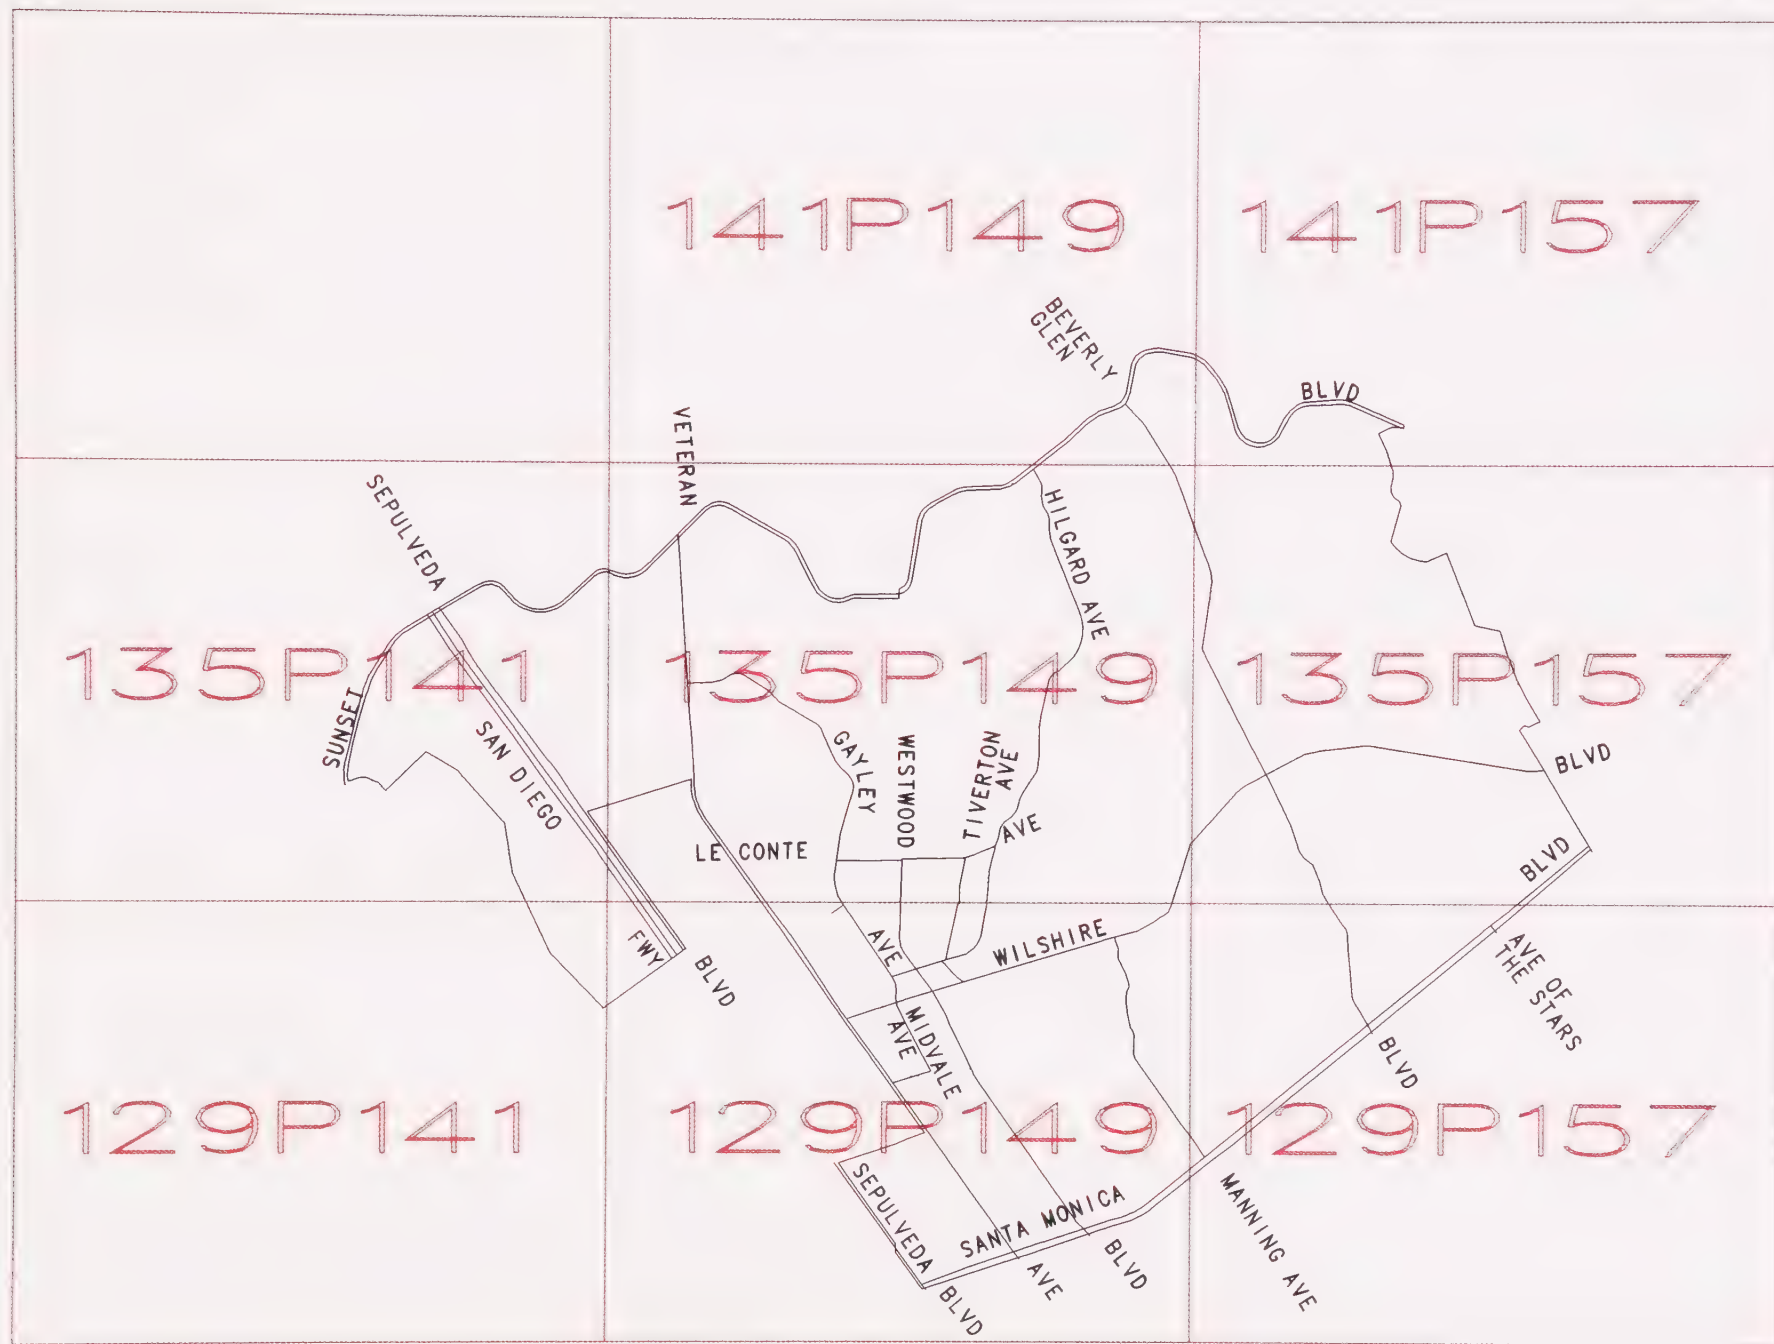 141P149
141P157
BEVERLY
GLEN
BLVD
VETERAN
SEPULVEDA
HILGARD AVE
135P141
135P149
135P157
SUNSET
SAN DIEGO
GAYLEY
WESTWOOD
TIVERTON
AVE
BLVD
LE CONTE
AVE
BLVD
FWY
BLVD
AVE
WILSHIRE
AVE OF
THE STARS
AVE
MIDVALE
BLVD
129P141
129P149
129P157
SEPULVEDA
BLVD
SANTA MONICA
AVE
BLVD
MANNING AVE